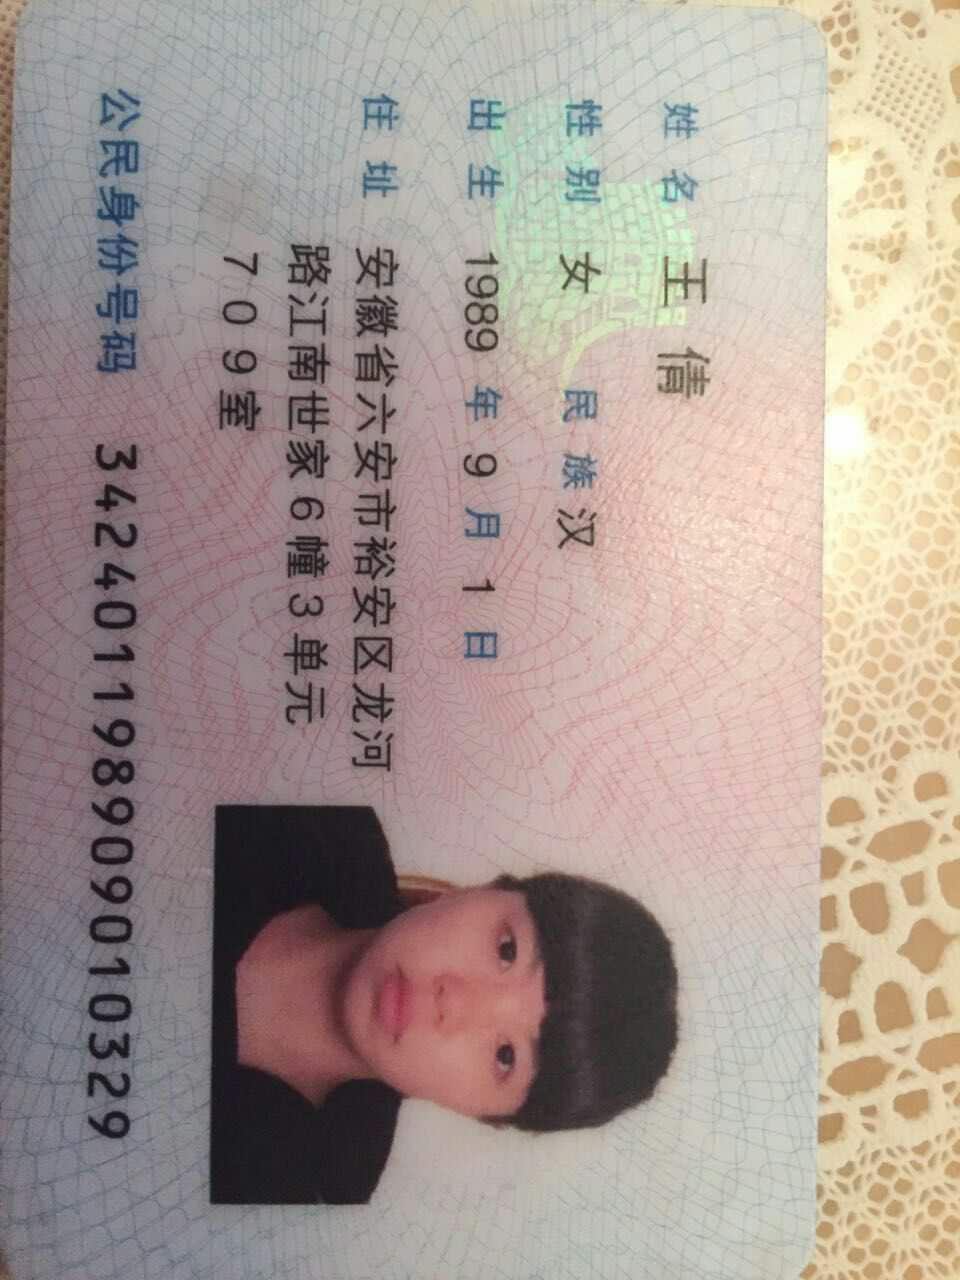 姓名 王倩
性别 女 民族 汉
出生 1989 年 9 月 1 日
住址 安徽省六安市裕安区龙河
路江南世家6幢3单元
709室
公民身份号码 342401198909010329